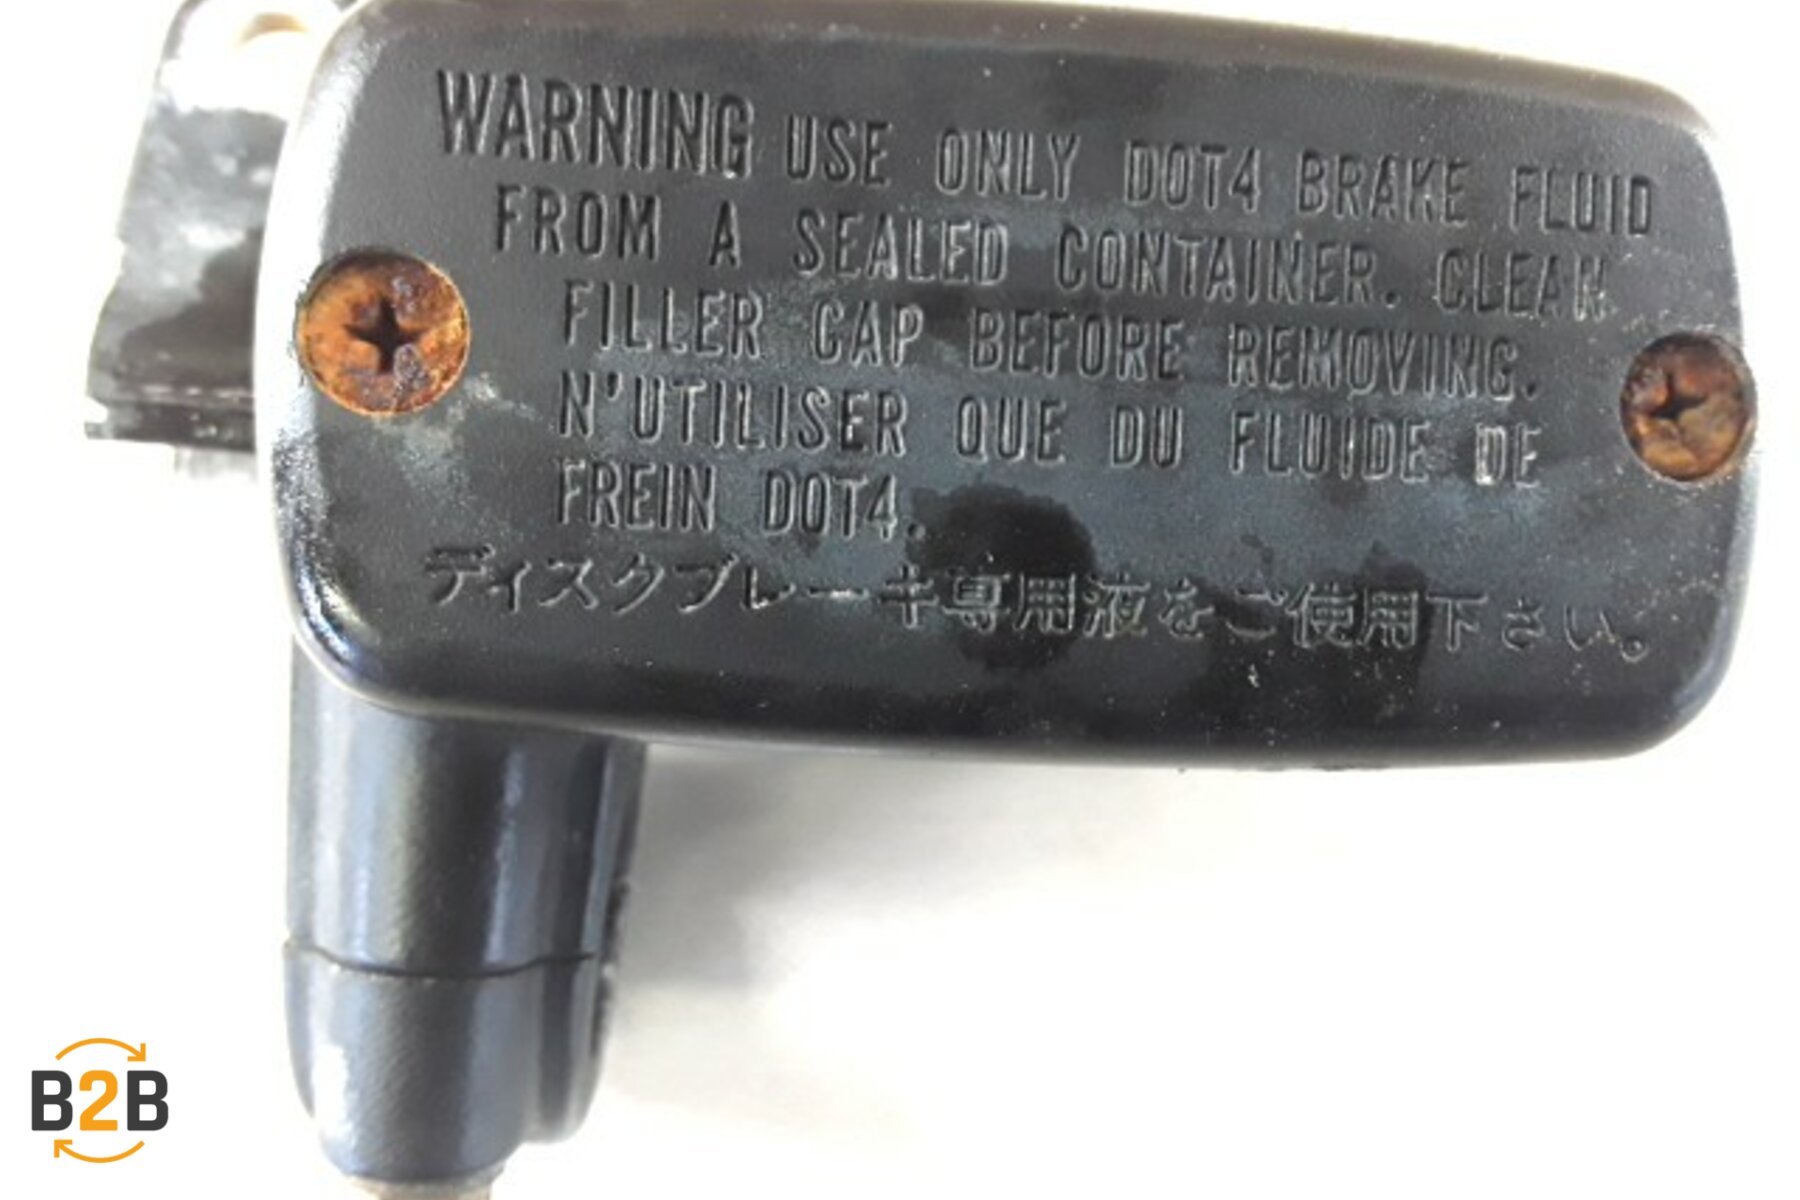 WARNING USE ONLY DOT4 BRAKE FLUID
FROM A SEALED CONTAINER. CLEAN
FILLER CAP BEFORE REMOVING.
N'UTILISER QUE DU FLUIDE DE
FREIN DOT4.
ディスクブレーキ専用液をご使用下さい。
B2B